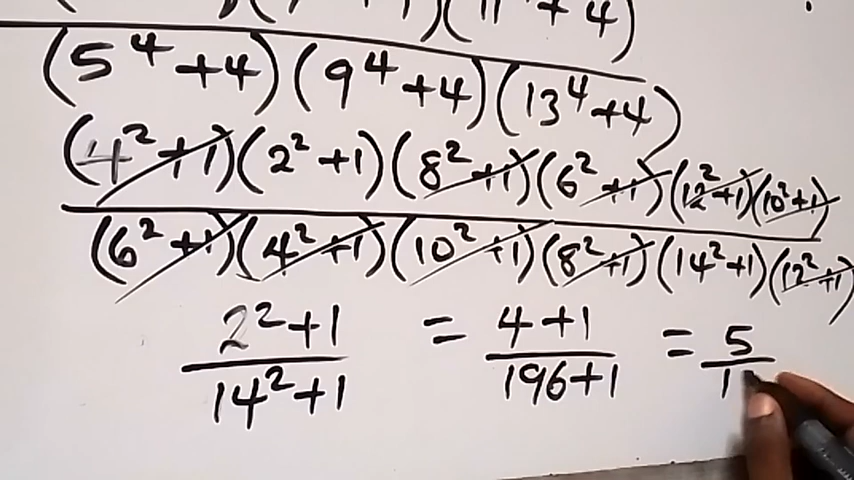 (11⁴ + 4)
(5⁴ + 4)(9⁴ + 4)(13⁴ + 4)
(4² + 1)(2² + 1)(8² + 1)(6² + 1)(12² + 1)(10² + 1)
(6² + 1)(4² + 1)(10² + 1)(8² + 1)(14² + 1)(12² + 1)
2² + 1 = 4 + 1 = 5
14² + 1 196 + 1 1